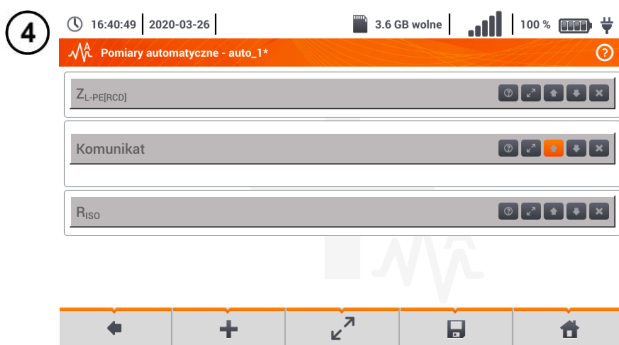 4
16:40:49 2020-03-26 3.6 GB wolne 100 %
Pomiary automatyczne - auto_1* ?
ZL-PE[RCD] ?
Komunikat ?
RISO ?